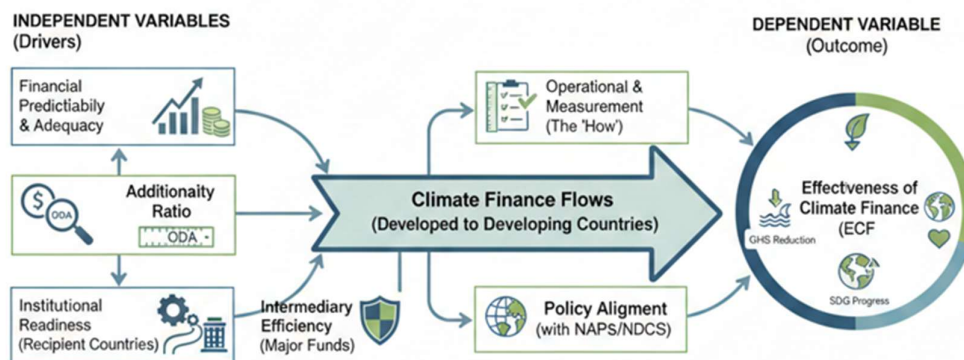 INDEPENDENT VARIABLES
(Drivers)
DEPENDENT VARIABLE
(Outcome)
Financial
Predictiabily
& Adequacy
Operational &
Measurement
(The 'How')
$
ODA
Additionaity
Ratio
ODA -
Climate Finance Flows
(Developed to Developing Countries)
Effectiveness of
Climate Finance
(ECF
GHS Reduction
SDG Progress
Institutional
Readiness
(Recipient Countries)
Intermediary
Efficiency
(Major Funds)
Policy Aligment
(with NAPs/NDCS)